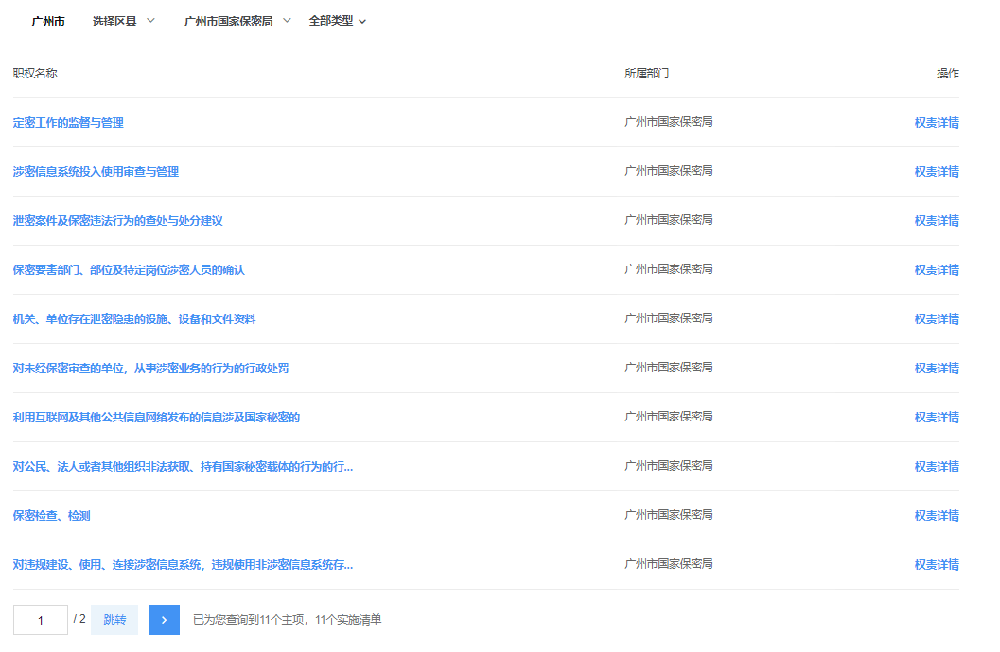 广州市 选择区县 广州市国家保密局 全部类型
职权名称 所属部门 操作
定密工作的监督与管理 广州市国家保密局 权责详情
涉密信息系统投入使用审查与管理 广州市国家保密局 权责详情
泄密案件及保密违法行为的查处与处分建议 广州市国家保密局 权责详情
保密要害部门、部位及特定岗位涉密人员的确认 广州市国家保密局 权责详情
机关、单位存在泄密隐患的设施、设备和文件资料 广州市国家保密局 权责详情
对未经保密审查的单位，从事涉密业务的行为的行政处罚 广州市国家保密局 权责详情
利用互联网及其他公共信息网络发布的信息涉及国家秘密的 广州市国家保密局 权责详情
对公民、法人或者其他组织非法获取、持有国家秘密载体的行为的行... 广州市国家保密局 权责详情
保密检查、检测 广州市国家保密局 权责详情
对违规建设、使用、连接涉密信息系统，违规使用非涉密信息系统存... 广州市国家保密局 权责详情
1 / 2 跳转 已为您查询到11个主项，11个实施清单